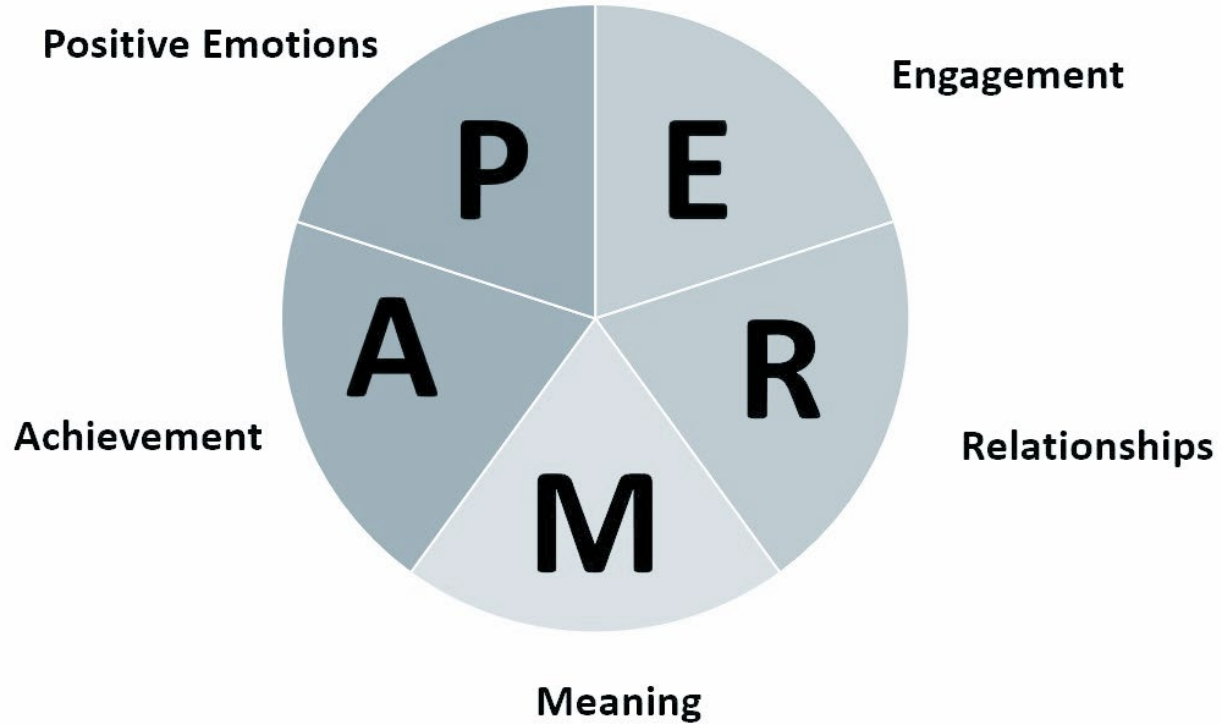 Positive Emotions
Engagement
P
E
A
R
Achievement
Relationships
M
Meaning